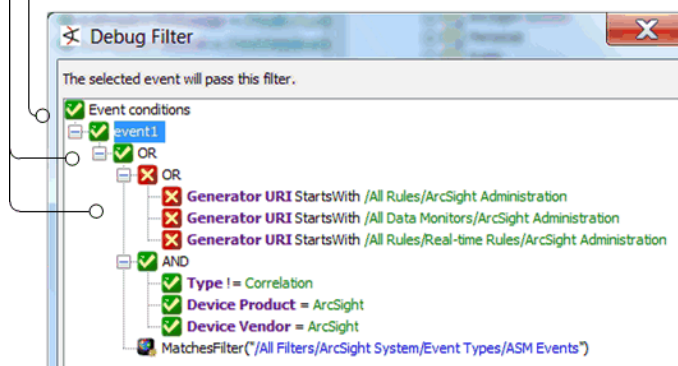 Debug Filter
The selected event will pass this filter.
Event conditions
event1
OR
OR
Generator URI StartsWith /All Rules/ArcSight Administration
Generator URI StartsWith /All Data Monitors/ArcSight Administration
Generator URI StartsWith /All Rules/Real-time Rules/ArcSight Administration
AND
Type != Correlation
Device Product = ArcSight
Device Vendor = ArcSight
MatchesFilter("/All Filters/ArcSight System/Event Types/ASM Events")